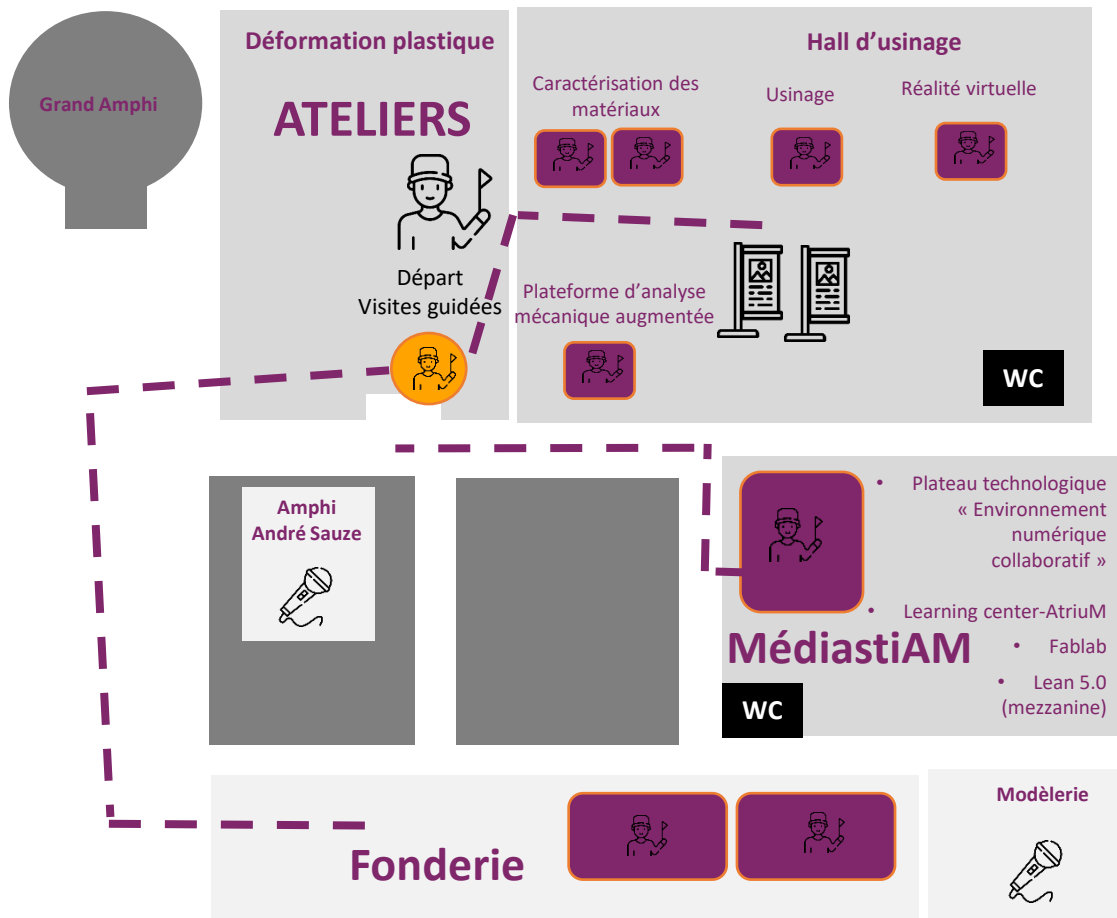 Grand Amphi
Déformation plastique
ATELIERS
Départ
Visites guidées
Hall d’usinage
Caractérisation des
matériaux
Usinage
Réalité virtuelle
Plateforme d’analyse
mécanique augmentée
WC
Amphi
André Sauze
• Plateau technologique
« Environnement
numérique
collaboratif »
• Learning center-AtriuM
MédiastiAM
• Fablab
• Lean 5.0
(mezzanine)
WC
Fonderie
Modèlerie